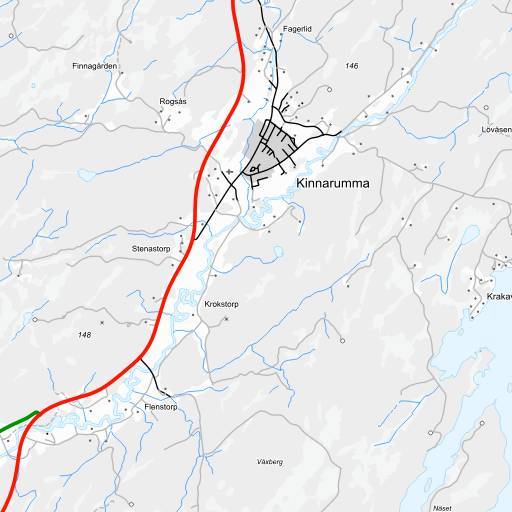 Fagerlid
Finnagården
146
Rogsås
Lövåsen
Kinnarumma
Stenastorp
Krokstorp
Krakav
148
Flenstorp
Växberg
Näset